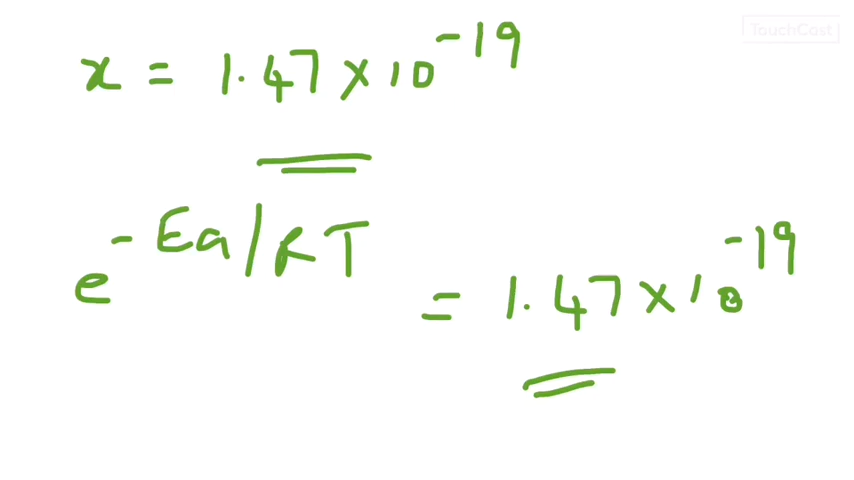 TouchCast
x = 1.47 × 10⁻¹⁹
e⁻ᴱᵃ/ᴿᵀ = 1.47 × 10⁻¹⁹